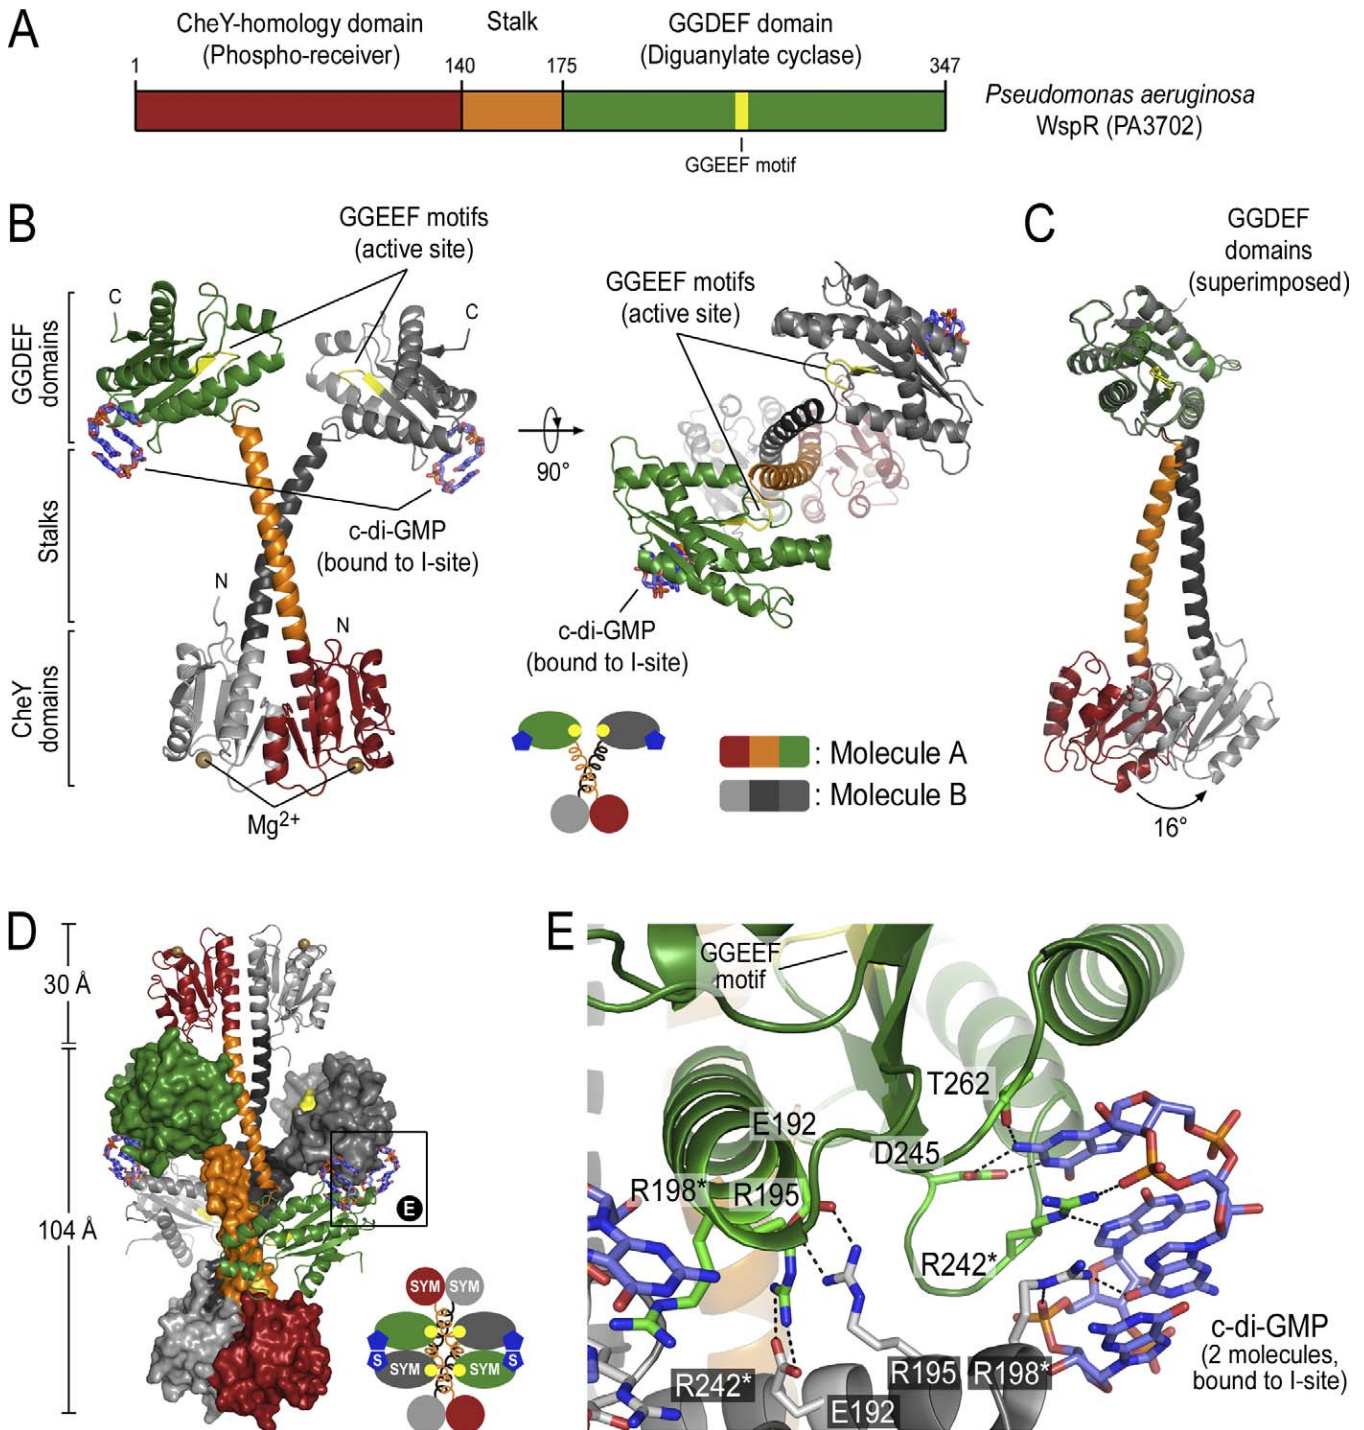 A
CheY-homology domain
(Phospho-receiver)
Stalk
GGDEF domain
(Diguanylate cyclase)
1
140
175
347
Pseudomonas aeruginosa
WspR (PA3702)
GGEEF motif
B
GGEEF motifs
(active site)
C
C
GGDEF
domains
Stalks
CheY
domains
c-di-GMP
(bound to I-site)
N
N
Mg2+
90°
GGEEF motifs
(active site)
c-di-GMP
(bound to I-site)
: Molecule A
: Molecule B
C
GGDEF
domains
(superimposed)
16°
D
30 Å
104 Å
E
SYM
SYM
SYM
SYM
S
S
E
GGEEF
motif
T262
E192
D245
R198*
R195
R242*
R242*
E192
R195
R198*
c-di-GMP
(2 molecules,
bound to I-site)